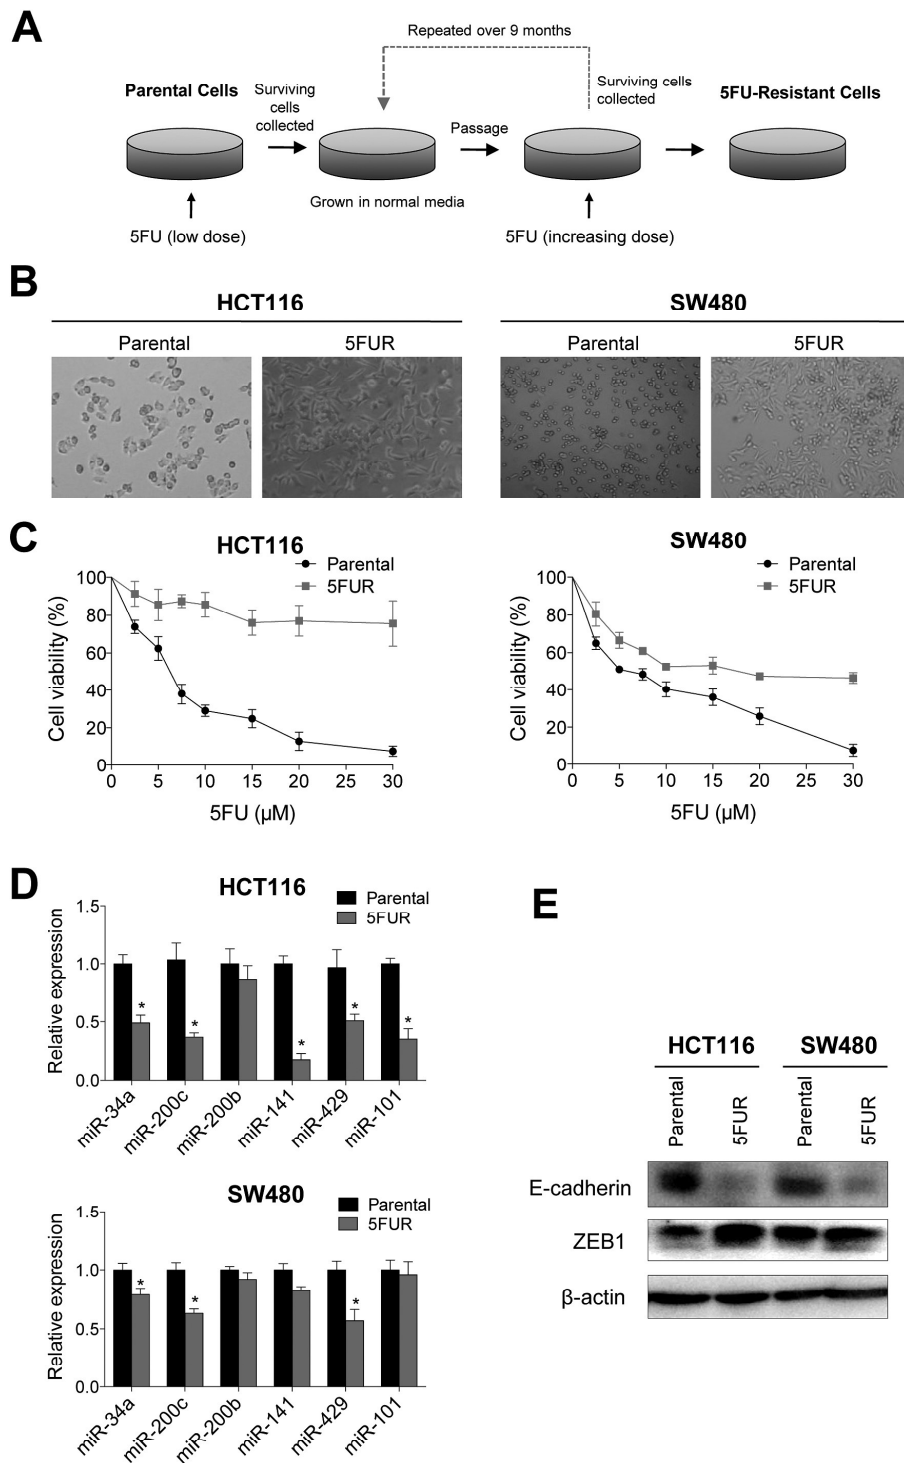 A
Repeated over 9 months
Parental Cells
Surviving
cells
collected
Passage
Surviving cells
collected
5FU-Resistant Cells
Grown in normal media
5FU (low dose)
5FU (increasing dose)
B
HCT116
SW480
Parental
5FUR
Parental
5FUR
C
HCT116
Parental
5FUR
100
80
60
40
20
0
Cell viability (%)
0 5 10 15 20 25 30
5FU (µM)
SW480
Parental
5FUR
100
80
60
40
20
0
Cell viability (%)
0 5 10 15 20 25 30
5FU (µM)
D
HCT116
Parental
5FUR
1.5
1.0
0.5
0.0
Relative expression
* * * * *
miR-34a
miR-200c
miR-200b
miR-141
miR-429
miR-101
SW480
Parental
5FUR
1.5
1.0
0.5
0.0
Relative expression
* * *
miR-34a
miR-200c
miR-200b
miR-141
miR-429
miR-101
E
HCT116
SW480
Parental
5FUR
Parental
5FUR
E-cadherin
ZEB1
β-actin